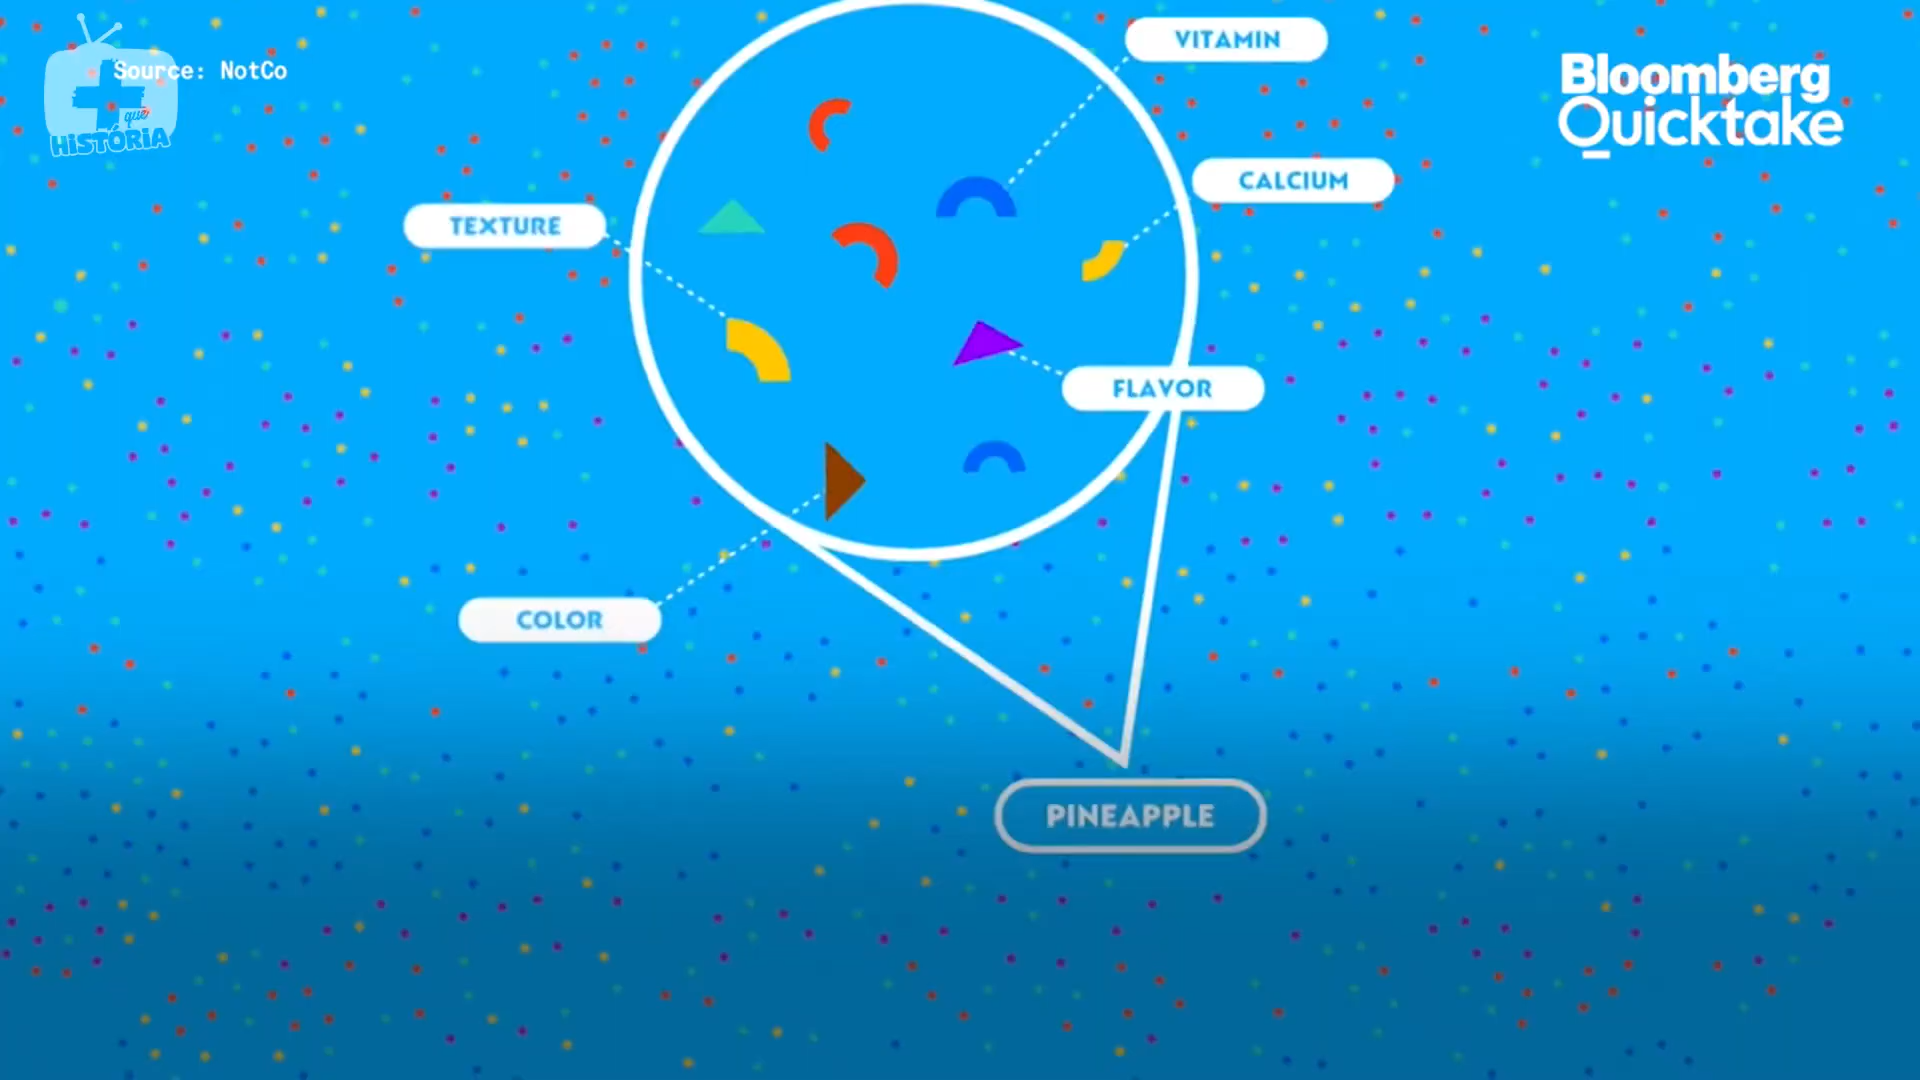 Source: NotCo
que
HISTÓRIA
Bloomberg
Quicktake
VITAMIN
CALCIUM
TEXTURE
FLAVOR
COLOR
PINEAPPLE